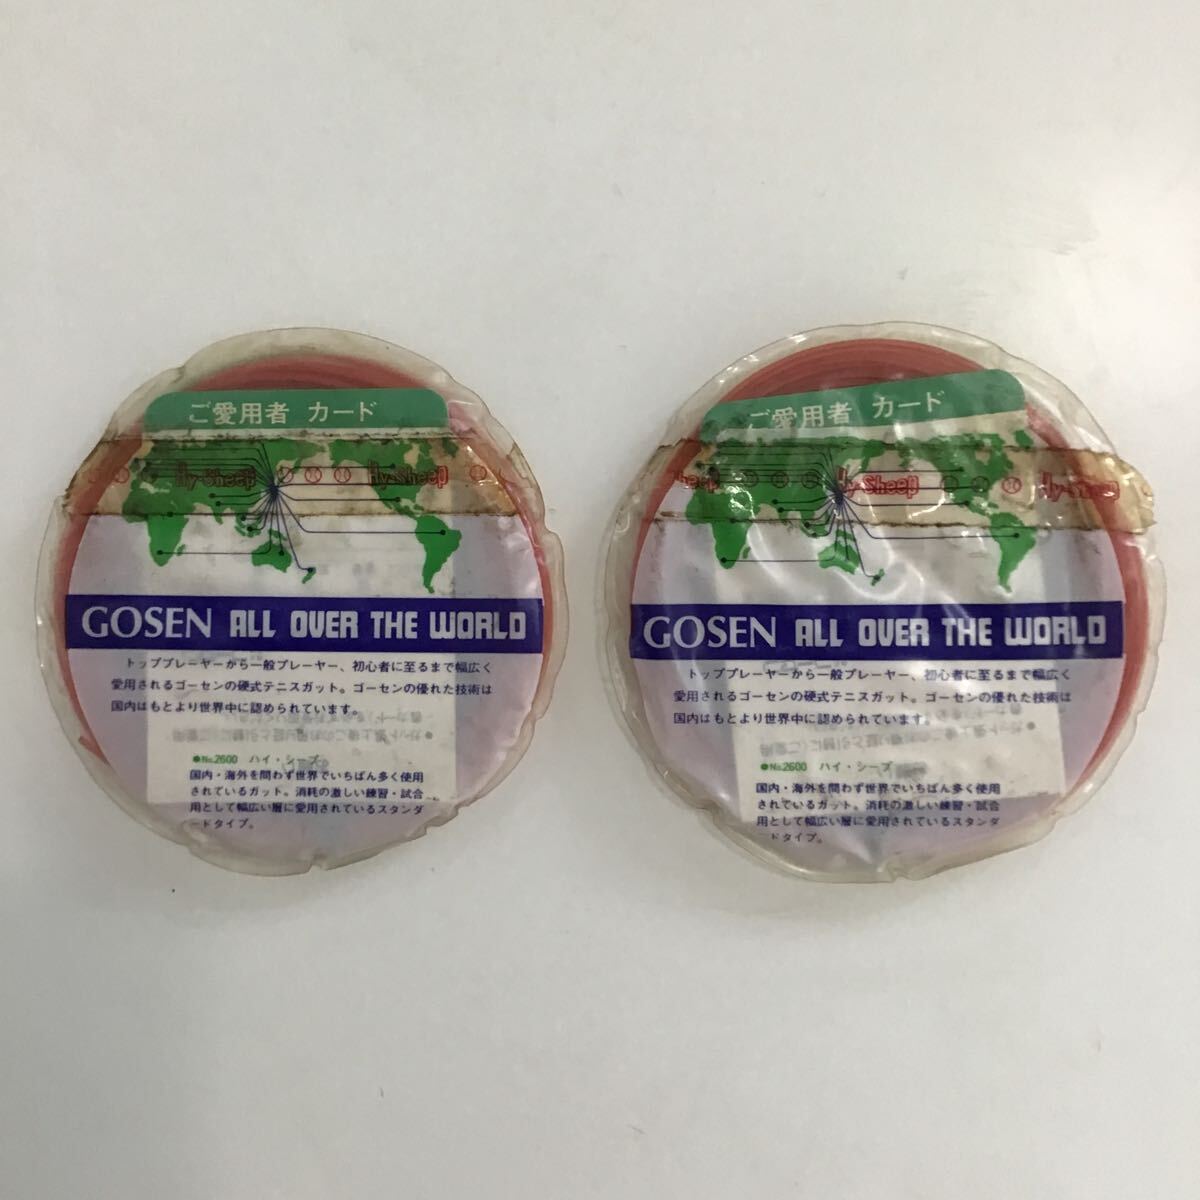 ご愛用者 カード
Hy-Sheep Hy-Sheep
GOSEN ALL OVER THE WORLD
トッププレーヤーから一般プレーヤー、初心者に至るまで幅広く
愛用されるゴーセンの硬式テニスガット。ゴーセンの優れた技術は
国内はもとより世界中に認められています。
●No.2600 ハイ・シープ
国内・海外を問わず世界でいちばん多く使用
されているガット。消耗の激しい練習・試合
用として幅広い層に愛用されているスタンダ
ードタイプ。
ご愛用者 カード
Hy-Sheep Hy-Sheep
GOSEN ALL OVER THE WORLD
トッププレーヤーから一般プレーヤー、初心者に至るまで幅広く
愛用されるゴーセンの硬式テニスガット。ゴーセンの優れた技術は
国内はもとより世界中に認められています。
●No.2600 ハイ・シープ
国内・海外を問わず世界でいちばん多く使用
されているガット。消耗の激しい練習・試合
用として幅広い層に愛用されているスタンダ
ードタイプ。